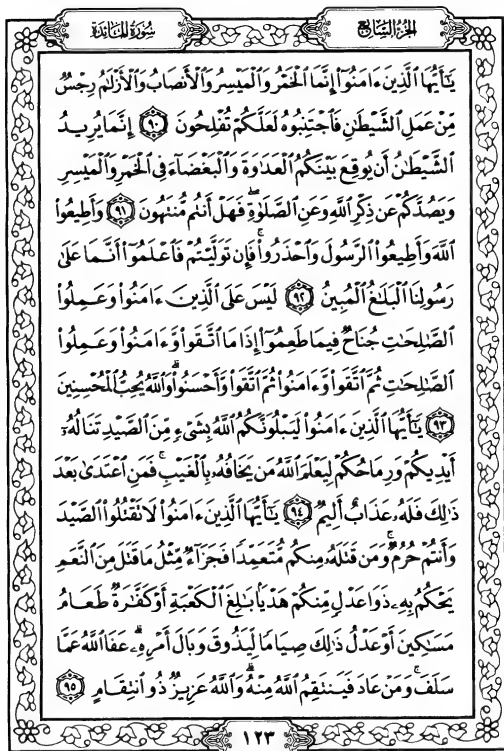 الجزء السابع
سورة المائدة
يَٰٓأَيُّهَا ٱلَّذِينَ ءَامَنُوٓا۟ إِنَّمَا ٱلْخَمْرُ وَٱلْمَيْسِرُ وَٱلْأَنصَابُ وَٱلْأَزْلَٰمُ رِجْسٌ
مِّنْ عَمَلِ ٱلشَّيْطَٰنِ فَٱجْتَنِبُوهُ لَعَلَّكُمْ تُفْلِحُونَ ٩٠ إِنَّمَا يُرِيدُ
ٱلشَّيْطَٰنُ أَن يُوقِعَ بَيْنَكُمُ ٱلْعَدَٰوَةَ وَٱلْبَغْضَآءَ فِى ٱلْخَمْرِ وَٱلْمَيْسِرِ
وَيَصُدَّكُمْ عَن ذِكْرِ ٱللَّهِ وَعَنِ ٱلصَّلَوٰةِ ۖ فَهَلْ أَنتُم مُّنتَهُونَ ٩١ وَأَطِيعُوا۟
ٱللَّهَ وَأَطِيعُوا۟ ٱلرَّسُولَ وَٱحْذَرُوا۟ ۚ فَإِن تَوَلَّيْتُمْ فَٱعْلَمُوٓا۟ أَنَّمَا عَلَىٰ
رَسُولِنَا ٱلْبَلَٰغُ ٱلْمُبِينُ ٩٢ لَيْسَ عَلَى ٱلَّذِينَ ءَامَنُوا۟ وَعَمِلُوا۟
ٱلصَّٰلِحَٰتِ جُنَاحٌ فِيمَا طَعِمُوٓا۟ إِذَا مَا ٱتَّقَوا۟ وَّءَامَنُوا۟ وَعَمِلُوا۟
ٱلصَّٰلِحَٰتِ ثُمَّ ٱتَّقَوا۟ وَّءَامَنُوا۟ ثُمَّ ٱتَّقَوا۟ وَّأَحْسَنُوا۟ ۗ وَٱللَّهُ يُحِبُّ ٱلْمُحْسِنِينَ
٩٣ يَٰٓأَيُّهَا ٱلَّذِينَ ءَامَنُوا۟ لَيَبْلُوَنَّكُمُ ٱللَّهُ بِشَىْءٍ مِّنَ ٱلصَّيْدِ تَنَالُهُۥٓ
أَيْدِيكُمْ وَرِمَاحُكُمْ لِيَعْلَمَ ٱللَّهُ مَن يَخَافُهُۥ بِٱلْغَيْبِ ۚ فَمَنِ ٱعْتَدَىٰ بَعْدَ
ذَٰلِكَ فَلَهُۥ عَذَابٌ أَلِيمٌ ٩٤ يَٰٓأَيُّهَا ٱلَّذِينَ ءَامَنُوا۟ لَا تَقْتُلُوا۟ ٱلصَّيْدَ
وَأَنتُمْ حُرُمٌ ۚ وَمَن قَتَلَهُۥ مِنكُم مُّتَعَمِّدًا فَجَزَآءٌ مِّثْلُ مَا قَتَلَ مِنَ ٱلنَّعَمِ
يَحْكُمُ بِهِۦ ذَوَا عَدْلٍ مِّنكُمْ هَدْيًۢا بَٰلِغَ ٱلْكَعْبَةِ أَوْ كَفَّٰرَةٌ طَعَامُ
مَسَٰكِينَ أَوْ عَدْلُ ذَٰلِكَ صِيَامًا لِّيَذُوقَ وَبَالَ أَمْرِهِۦ ۗ عَفَا ٱللَّهُ عَمَّا
سَلَفَ ۚ وَمَنْ عَادَ فَيَنتَقِمُ ٱللَّهُ مِنْهُ ۗ وَٱللَّهُ عَزِيزٌ ذُو ٱنتِقَامٍ ٩٥
١٢٣